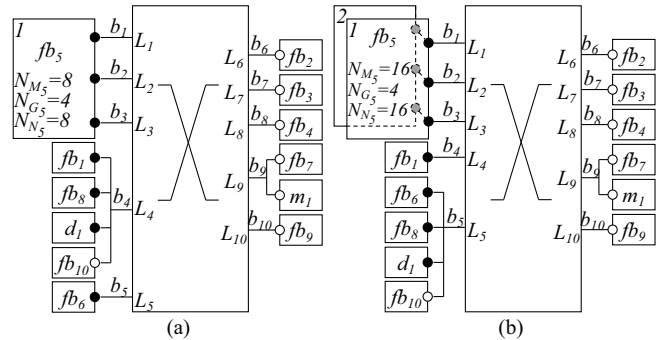 1
fb5
NM5=8
NG5=4
NN5=8
b1
L1
b2
L2
b3
L3
fb1
fb8
b4
L4
d1
fb10
fb6
b5
L5
L6
b6
fb2
L7
b7
fb3
L8
b8
fb4
L9
b9
fb7
m1
L10
b10
fb9
(a)
2
1
fb5
NM5=16
NG5=4
NN5=16
b1
L1
b2
L2
b3
L3
fb1
b4
L4
fb6
fb8
b5
L5
d1
fb10
L6
b6
fb2
L7
b7
fb3
L8
b8
fb4
L9
b9
fb7
m1
L10
b10
fb9
(b)